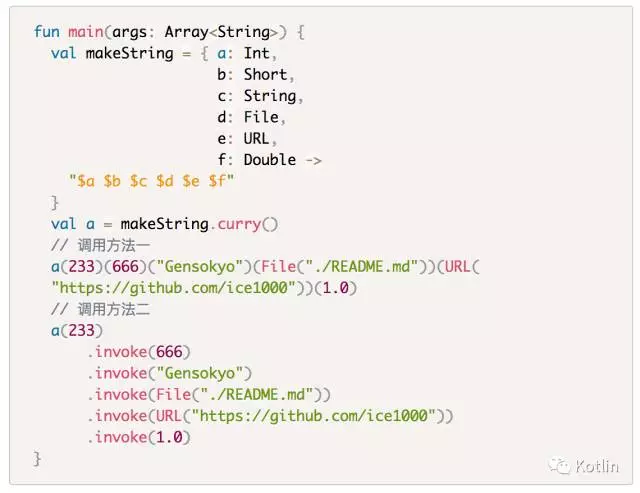 fun main(args: Array<String>) {
  val makeString = { a: Int,
                     b: Short,
                     c: String,
                     d: File,
                     e: URL,
                     f: Double ->
    "$a $b $c $d $e $f"
  }
  val a = makeString.curry()
  // 调用方法一
  a(233)(666)("Gensokyo")(File("./README.md"))(URL(
  "https://github.com/ice1000"))(1.0)
  // 调用方法二
  a(233)
      .invoke(666)
      .invoke("Gensokyo")
      .invoke(File("./README.md"))
      .invoke(URL("https://github.com/ice1000"))
      .invoke(1.0)
}
Kotlin